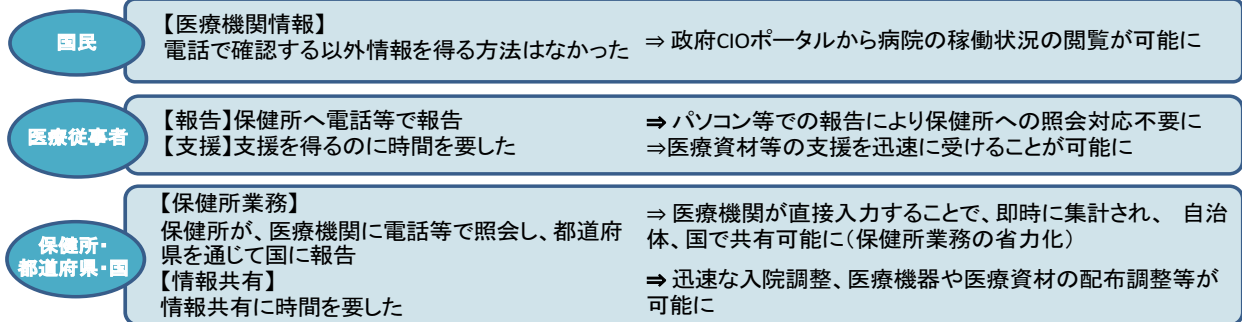 国民
【医療機関情報】
電話で確認する以外情報を得る方法はなかった
⇒ 政府CIOポータルから病院の稼働状況の閲覧が可能に
医療従事者
【報告】保健所へ電話等で報告
【支援】支援を得るのに時間を要した
⇒ パソコン等での報告により保健所への照会対応不要に
⇒医療資材等の支援を迅速に受けることが可能に
保健所・
都道府県・国
【保健所業務】
保健所が、医療機関に電話等で照会し、都道府
県を通じて国に報告
【情報共有】
情報共有に時間を要した
⇒ 医療機関が直接入力することで、即時に集計され、 自治
体、国で共有可能に(保健所業務の省力化)
⇒ 迅速な入院調整、医療機器や医療資材の配布調整等が
可能に